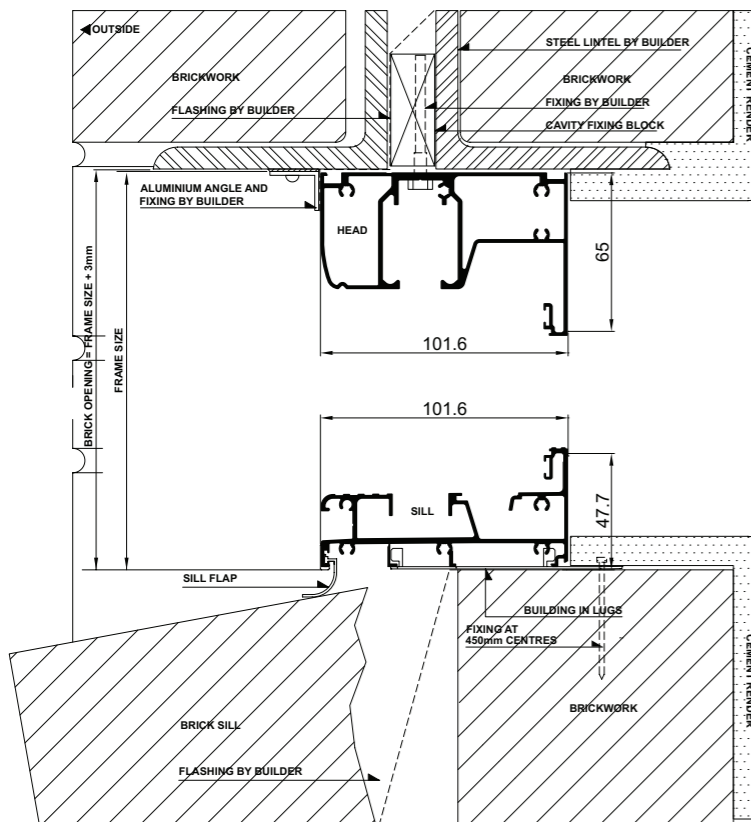 OUTSIDE
STEEL LINTEL BY BUILDER
BRICKWORK
BRICKWORK
FLASHING BY BUILDER
FIXING BY BUILDER
CAVITY FIXING BLOCK
CEMENT RENDER
ALUMINIUM ANGLE AND
FIXING BY BUILDER
HEAD
65
BRICK OPENING = FRAME SIZE + 3mm
FRAME SIZE
101.6
101.6
SILL
47.7
SILL FLAP
BUILDING IN LUGS
FIXING AT
450mm CENTRES
CEMENT RENDER
BRICK SILL
BRICKWORK
FLASHING BY BUILDER